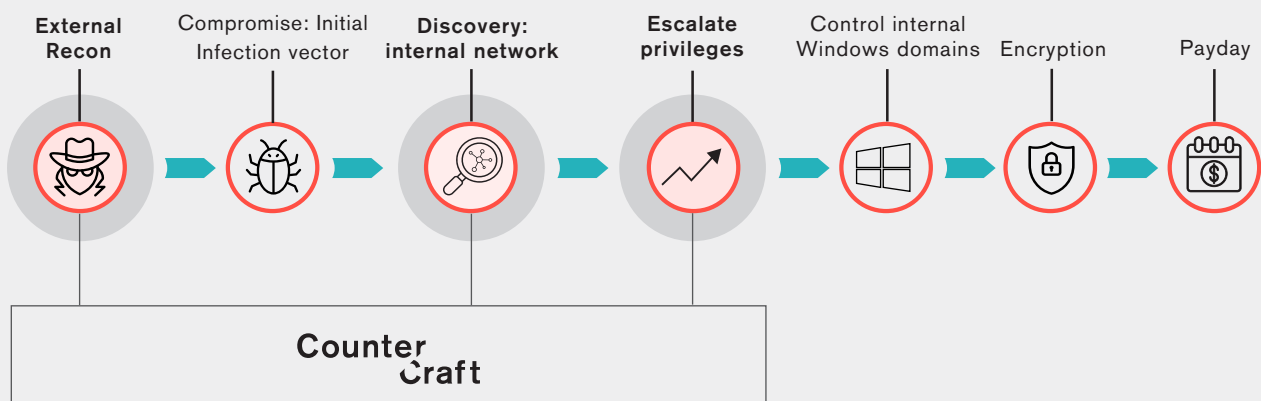 External
Recon
Compromise: Initial
Infection vector
Discovery:
internal network
Escalate
privileges
Control internal
Windows domains
Encryption
Payday
$
Counter
Craft